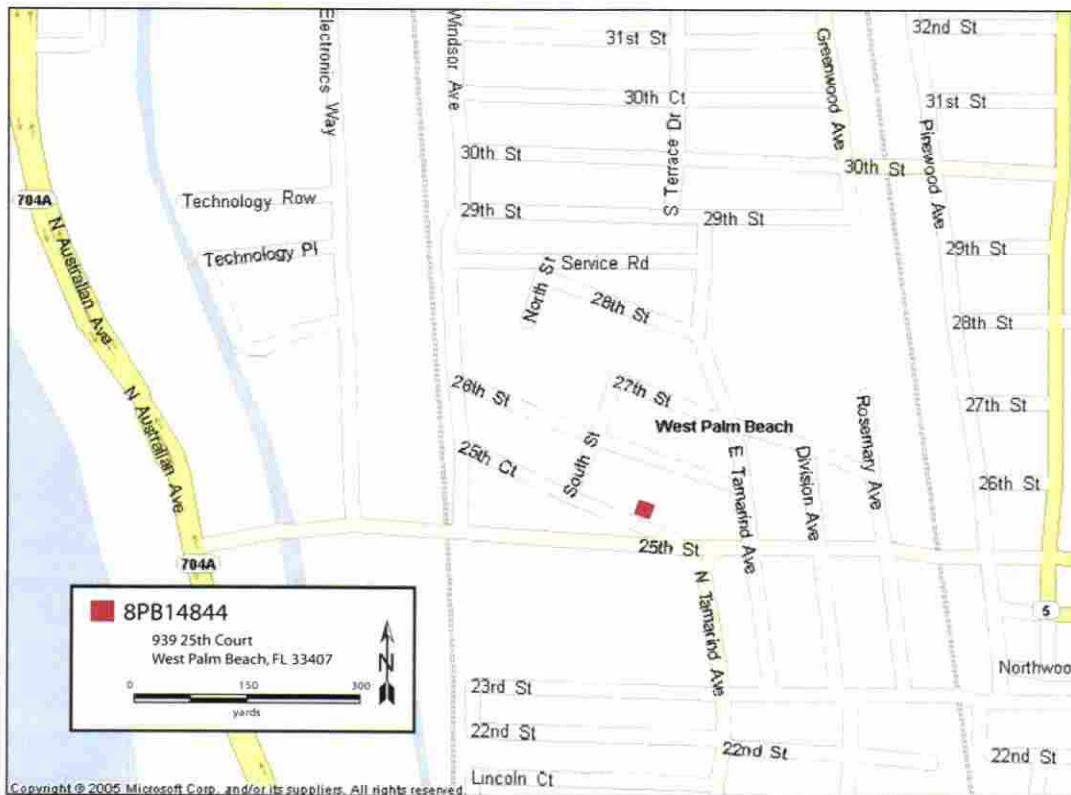 Electronics Way
Windsor Ave
31st St
Greenwood Ave
32nd St
30th Ct
31st St
S Terrace Dr
Pinewood Ave
30th St
30th St
704A
Technology Row
29th St
29th St
N Australian Ave
Technology Pl
Service Rd
29th St
North St
28th St
28th St
N Australian Ave
26th St
27th St
Rosemary Ave
27th St
West Palm Beach
25th Ct
South St
E Tamarind Ave
Division Ave
26th St
25th St
704A
N Tamarind Ave
8PB14844
939 25th Court
West Palm Beach, FL 33407
N
0 150 300
yards
5
Northwo
23rd St
22nd St
22nd St
22nd St
Lincoln Ct
Copyright © 2005 Microsoft Corp. and/or its suppliers. All rights reserved.